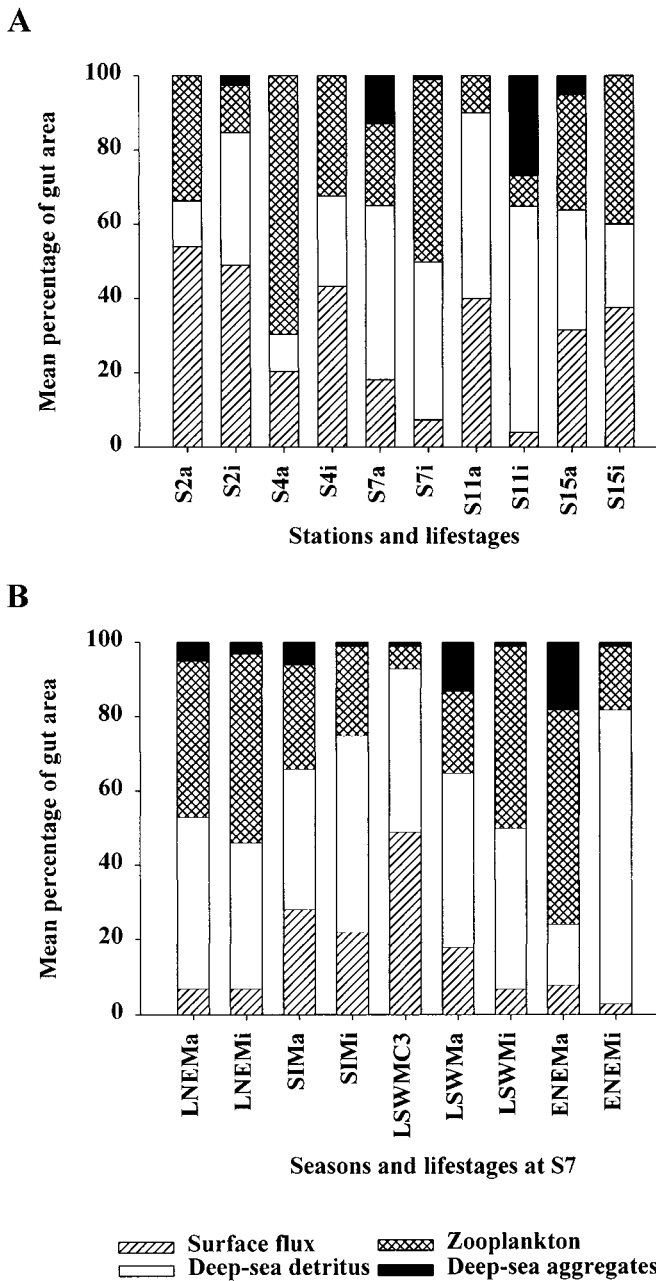 A
Mean percentage of gut area
100
80
60
40
20
0
S2a S2i S4a S4i S7a S7i S11a S11i S15a S15i
Stations and lifestages
B
Mean percentage of gut area
100
80
60
40
20
0
LNEMa LNEMi SIMa SIMi LSWMC3 LSWMa LSWMi ENEMa ENEMi
Seasons and lifestages at S7
Surface flux Zooplankton
Deep-sea detritus Deep-sea aggregates